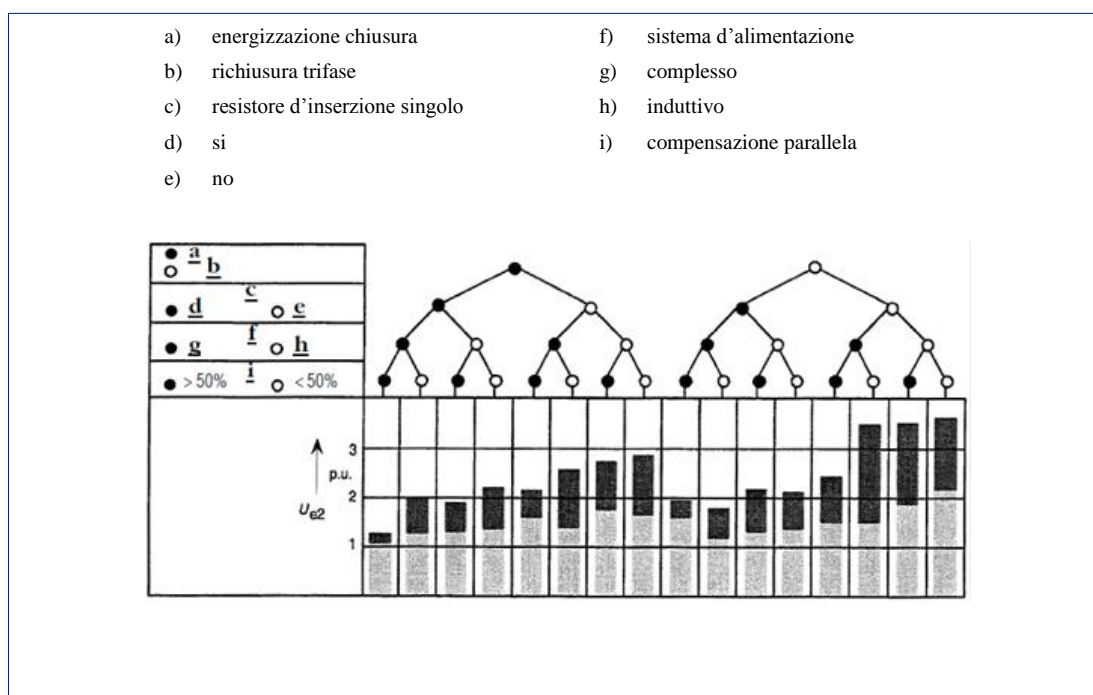 a) energizzazione chiusura
b) richiusura trifase
c) resistore d’inserzione singolo
d) si
e) no
f) sistema d’alimentazione
g) complesso
h) induttivo
i) compensazione parallela
a
b
c
d e
f
g h
i
> 50% < 50%
3
p.u.
2
Ue2
1